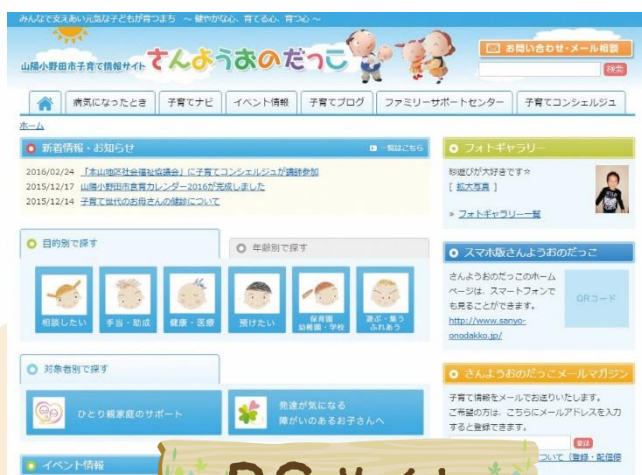 みんなで支えあい元気な子どもが育つまち ～ 健やかな心、育てる心、育つ心 ～
山陽小野田市子育て情報サイト さんようおのだっこ
お問い合わせ・メール相談
検索
病気になったとき 子育てナビ イベント情報 子育てブログ ファミリーサポートセンター 子育てコンシェルジュ
ホーム
新着情報・お知らせ 一覧はこちら
2016/02/24 「本山地区社会福祉協議会」に子育てコンシェルジュが講師参加
2015/12/17 山陽小野田市食育カレンダー2016が完成しました
2015/12/14 子育て世代のお母さんの健診について
目的別で探す
年齢別で探す
相談したい
手当・助成
健康・医療
預けたい
保育園
幼稚園・学校
遊ぶ・集う
ふれあう
対象者別で探す
ひとり親家庭のサポート
発達が気になる
障がいのあるお子さんへ
イベント情報
フォトギャラリー
砂遊びが大好きです☆
[ 拡大写真 ]
» フォトギャラリー一覧
スマホ版さんようおのだっこ
さんようおのだっこのホーム
ページは、スマートフォンで
も見ることができます。
http://www.sanyo-
onodakko.jp/
QRコード
さんようおのだっこメールマガジン
子育て情報をメールでお送りいたします。
ご希望の方は、こちらにメールアドレスを入力
すると登録できます。
登録
ついて（登録・配信停
PCサイト